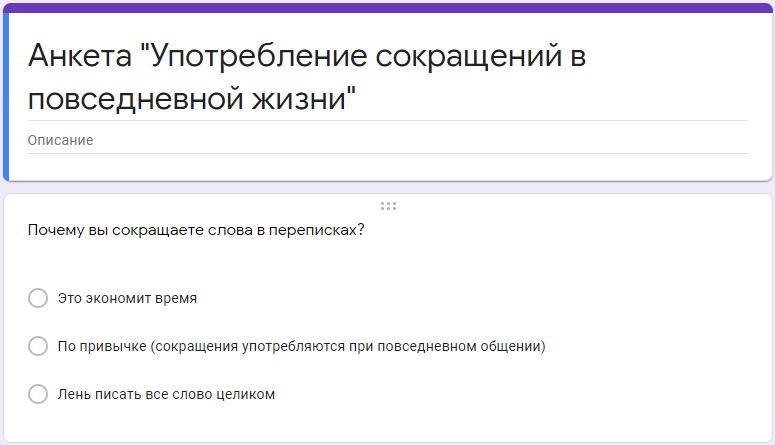 Анкета "Употребление сокращений в
повседневной жизни"
Описание
Почему вы сокращаете слова в переписках?
Это экономит время
По привычке (сокращения употребляются при повседневном общении)
Лень писать все слово целиком